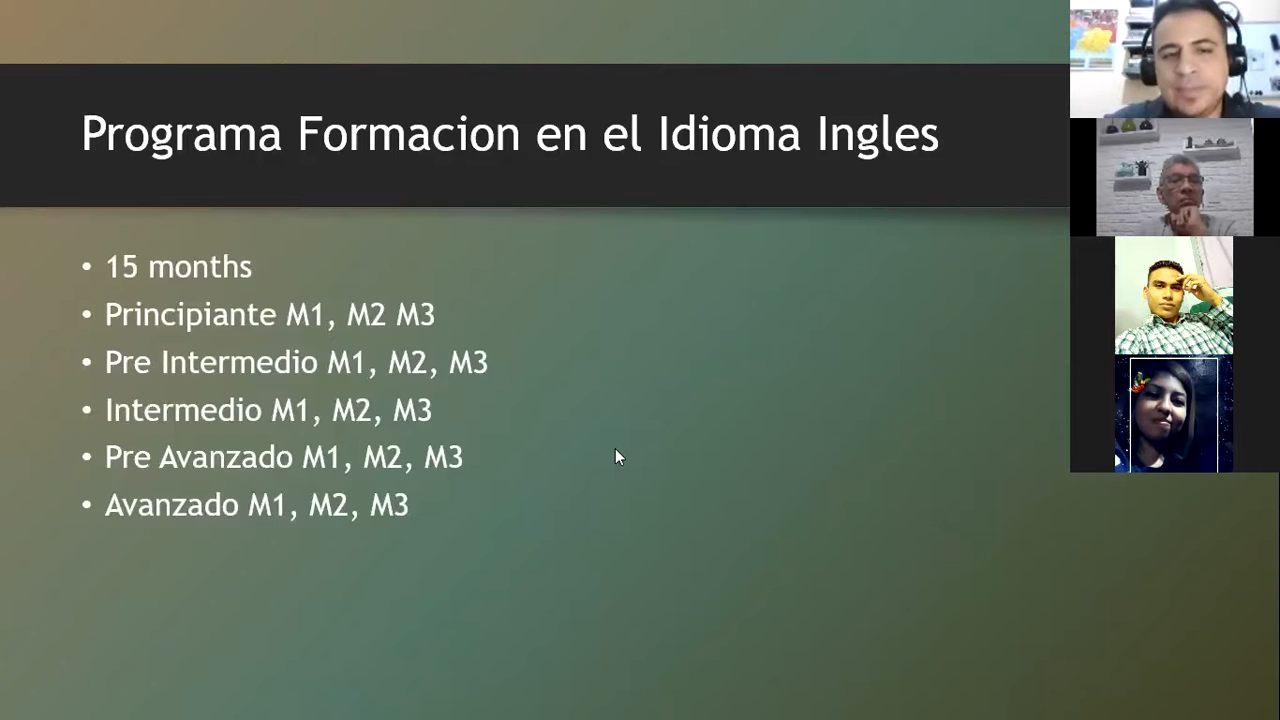 Programa Formacion en el Idioma Ingles
• 15 months
• Principiante M1, M2 M3
• Pre Intermedio M1, M2, M3
• Intermedio M1, M2, M3
• Pre Avanzado M1, M2, M3
• Avanzado M1, M2, M3